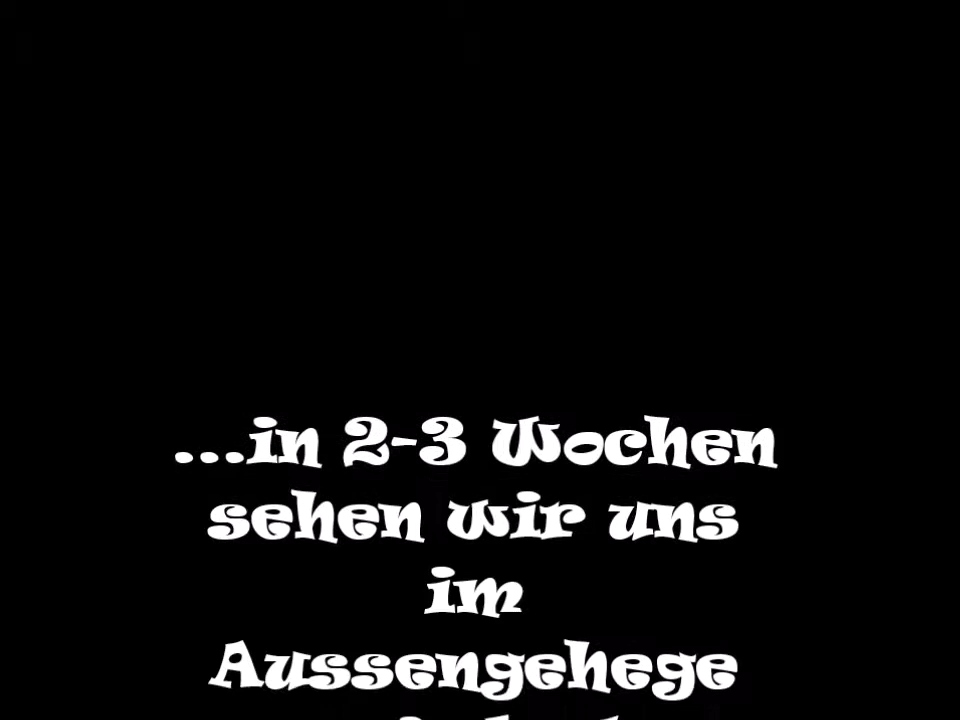 ...in 2-3 Wochen
sehen wir uns
im
Aussengehege